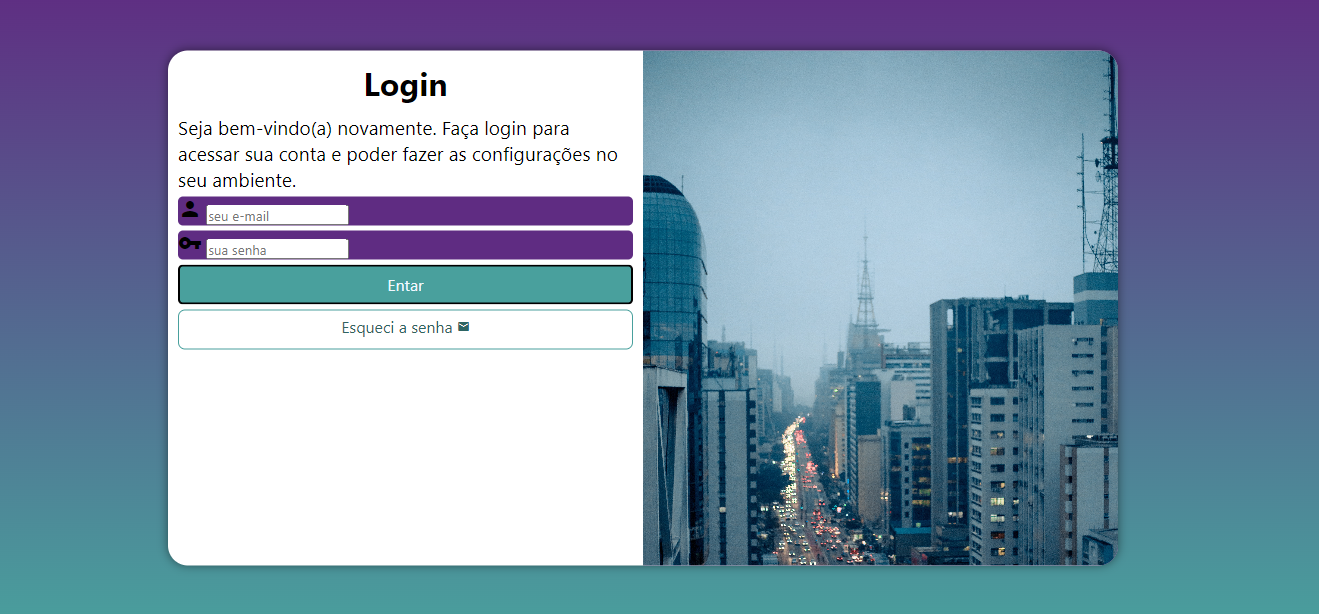 Login
Seja bem-vindo(a) novamente. Faça login para
acessar sua conta e poder fazer as configurações no
seu ambiente.
seu e-mail
sua senha
Entar
Esqueci a senha